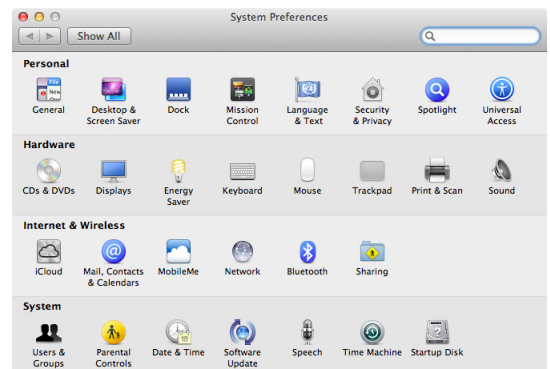 System Preferences
Show All
Personal
General
Desktop &
Screen Saver
Dock
Mission
Control
Language
& Text
Security
& Privacy
Spotlight
Universal
Access
Hardware
CDs & DVDs
Displays
Energy
Saver
Keyboard
Mouse
Trackpad
Print & Scan
Sound
Internet & Wireless
iCloud
Mail, Contacts
& Calendars
MobileMe
Network
Bluetooth
Sharing
System
Users &
Groups
Parental
Controls
Date & Time
Software
Update
Speech
Time Machine
Startup Disk